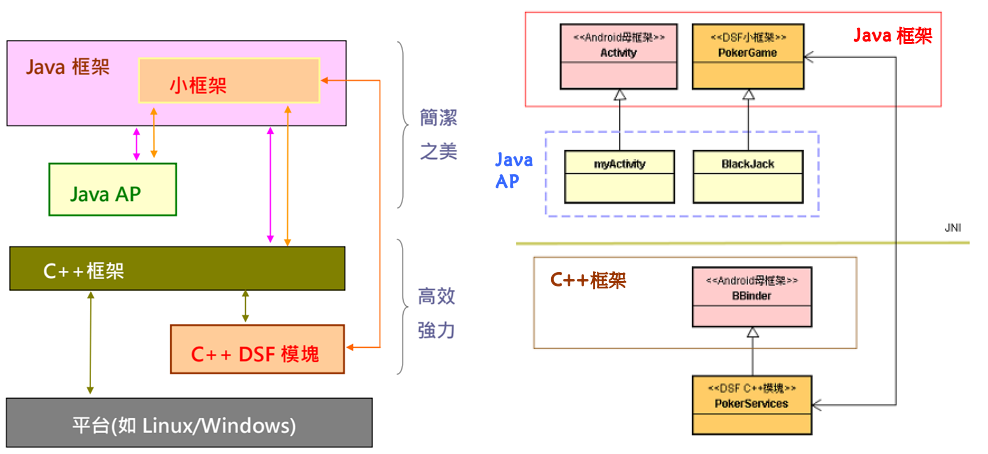 Java 框架
小框架
Java AP
簡潔
之美
C++框架
C++ DSF 模塊
高效
強力
平台(如 Linux/Windows)
Java 框架
<<Android母框架>>
Activity
<<DSF小框架>>
PokerGame
Java
AP
myActivity
BlackJack
JNI
C++框架
<<Android母框架>>
BBinder
<<DSF C++模塊>>
PokerServices